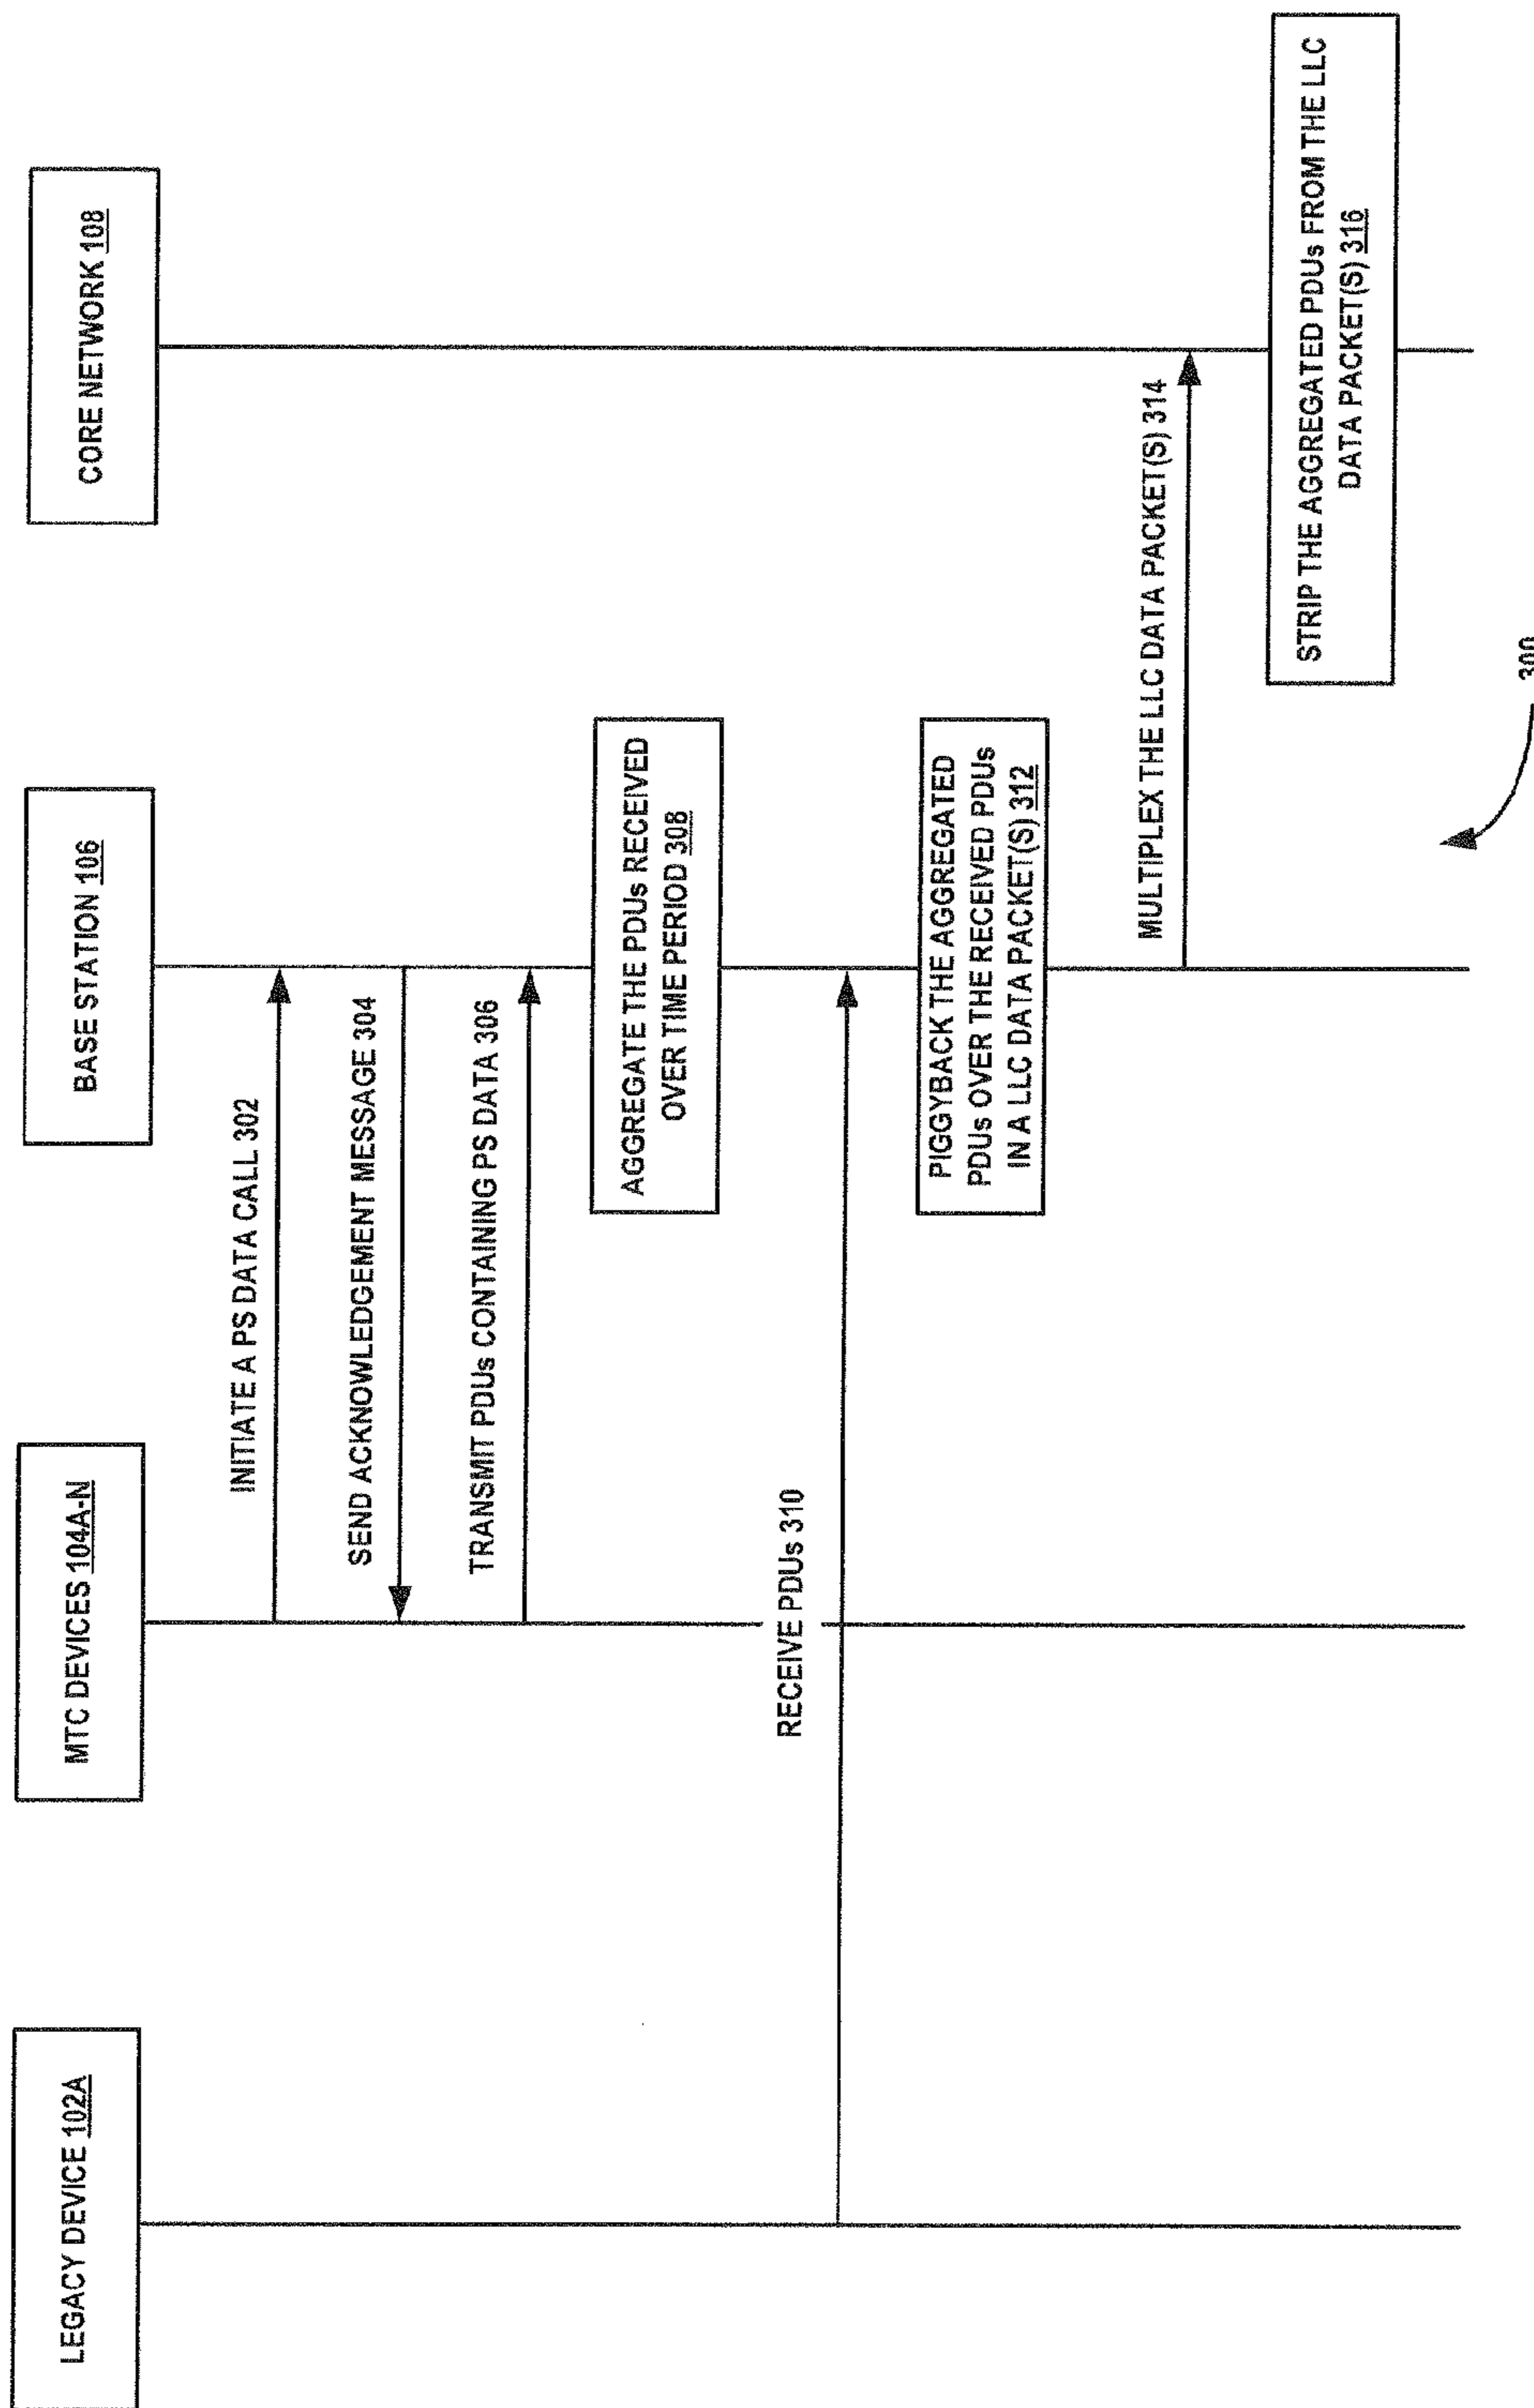 LEGACY DEVICE 102A
MTC DEVICES 104A-N
BASE STATION 106
CORE NETWORK 108
INITIATE A PS DATA CALL 302
SEND ACKNOWLEDGEMENT MESSAGE 304
TRANSMIT PDUs CONTAINING PS DATA 306
AGGREGATE THE PDUs RECEIVED
OVER TIME PERIOD 308
RECEIVE PDUs 310
PIGGYBACK THE AGGREGATED
PDUs OVER THE RECEIVED PDUs
IN A LLC DATA PACKET(S) 312
MULTIPLEX THE LLC DATA PACKET(S) 314
STRIP THE AGGREGATED PDUs FROM THE LLC
DATA PACKET(S) 316
300